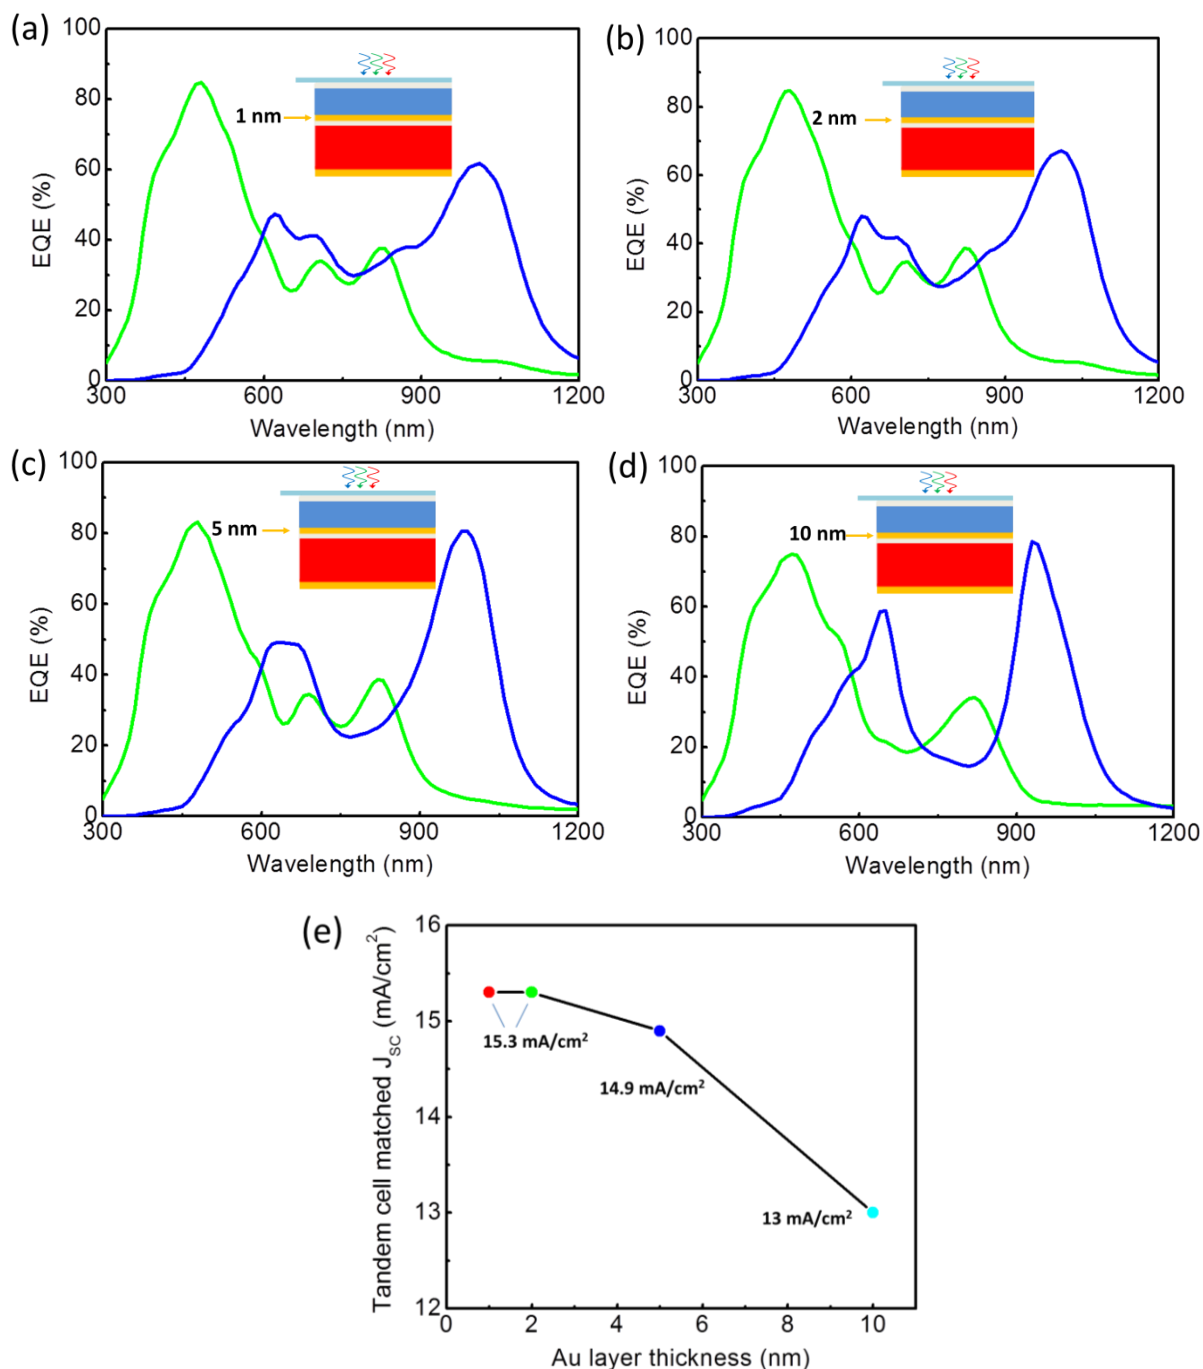 (a)
100
80
60
40
20
0
EQE (%)
1 nm
300 600 900 1200
Wavelength (nm)
(b)
100
80
60
40
20
0
EQE (%)
2 nm
300 600 900 1200
Wavelength (nm)
(c)
100
80
60
40
20
0
EQE (%)
5 nm
300 600 900 1200
Wavelength (nm)
(d)
100
80
60
40
20
0
EQE (%)
10 nm
300 600 900 1200
Wavelength (nm)
(e)
16
15
14
13
12
Tandem cell matched J_SC (mA/cm²)
15.3 mA/cm²
14.9 mA/cm²
13 mA/cm²
0 2 4 6 8 10
Au layer thickness (nm)